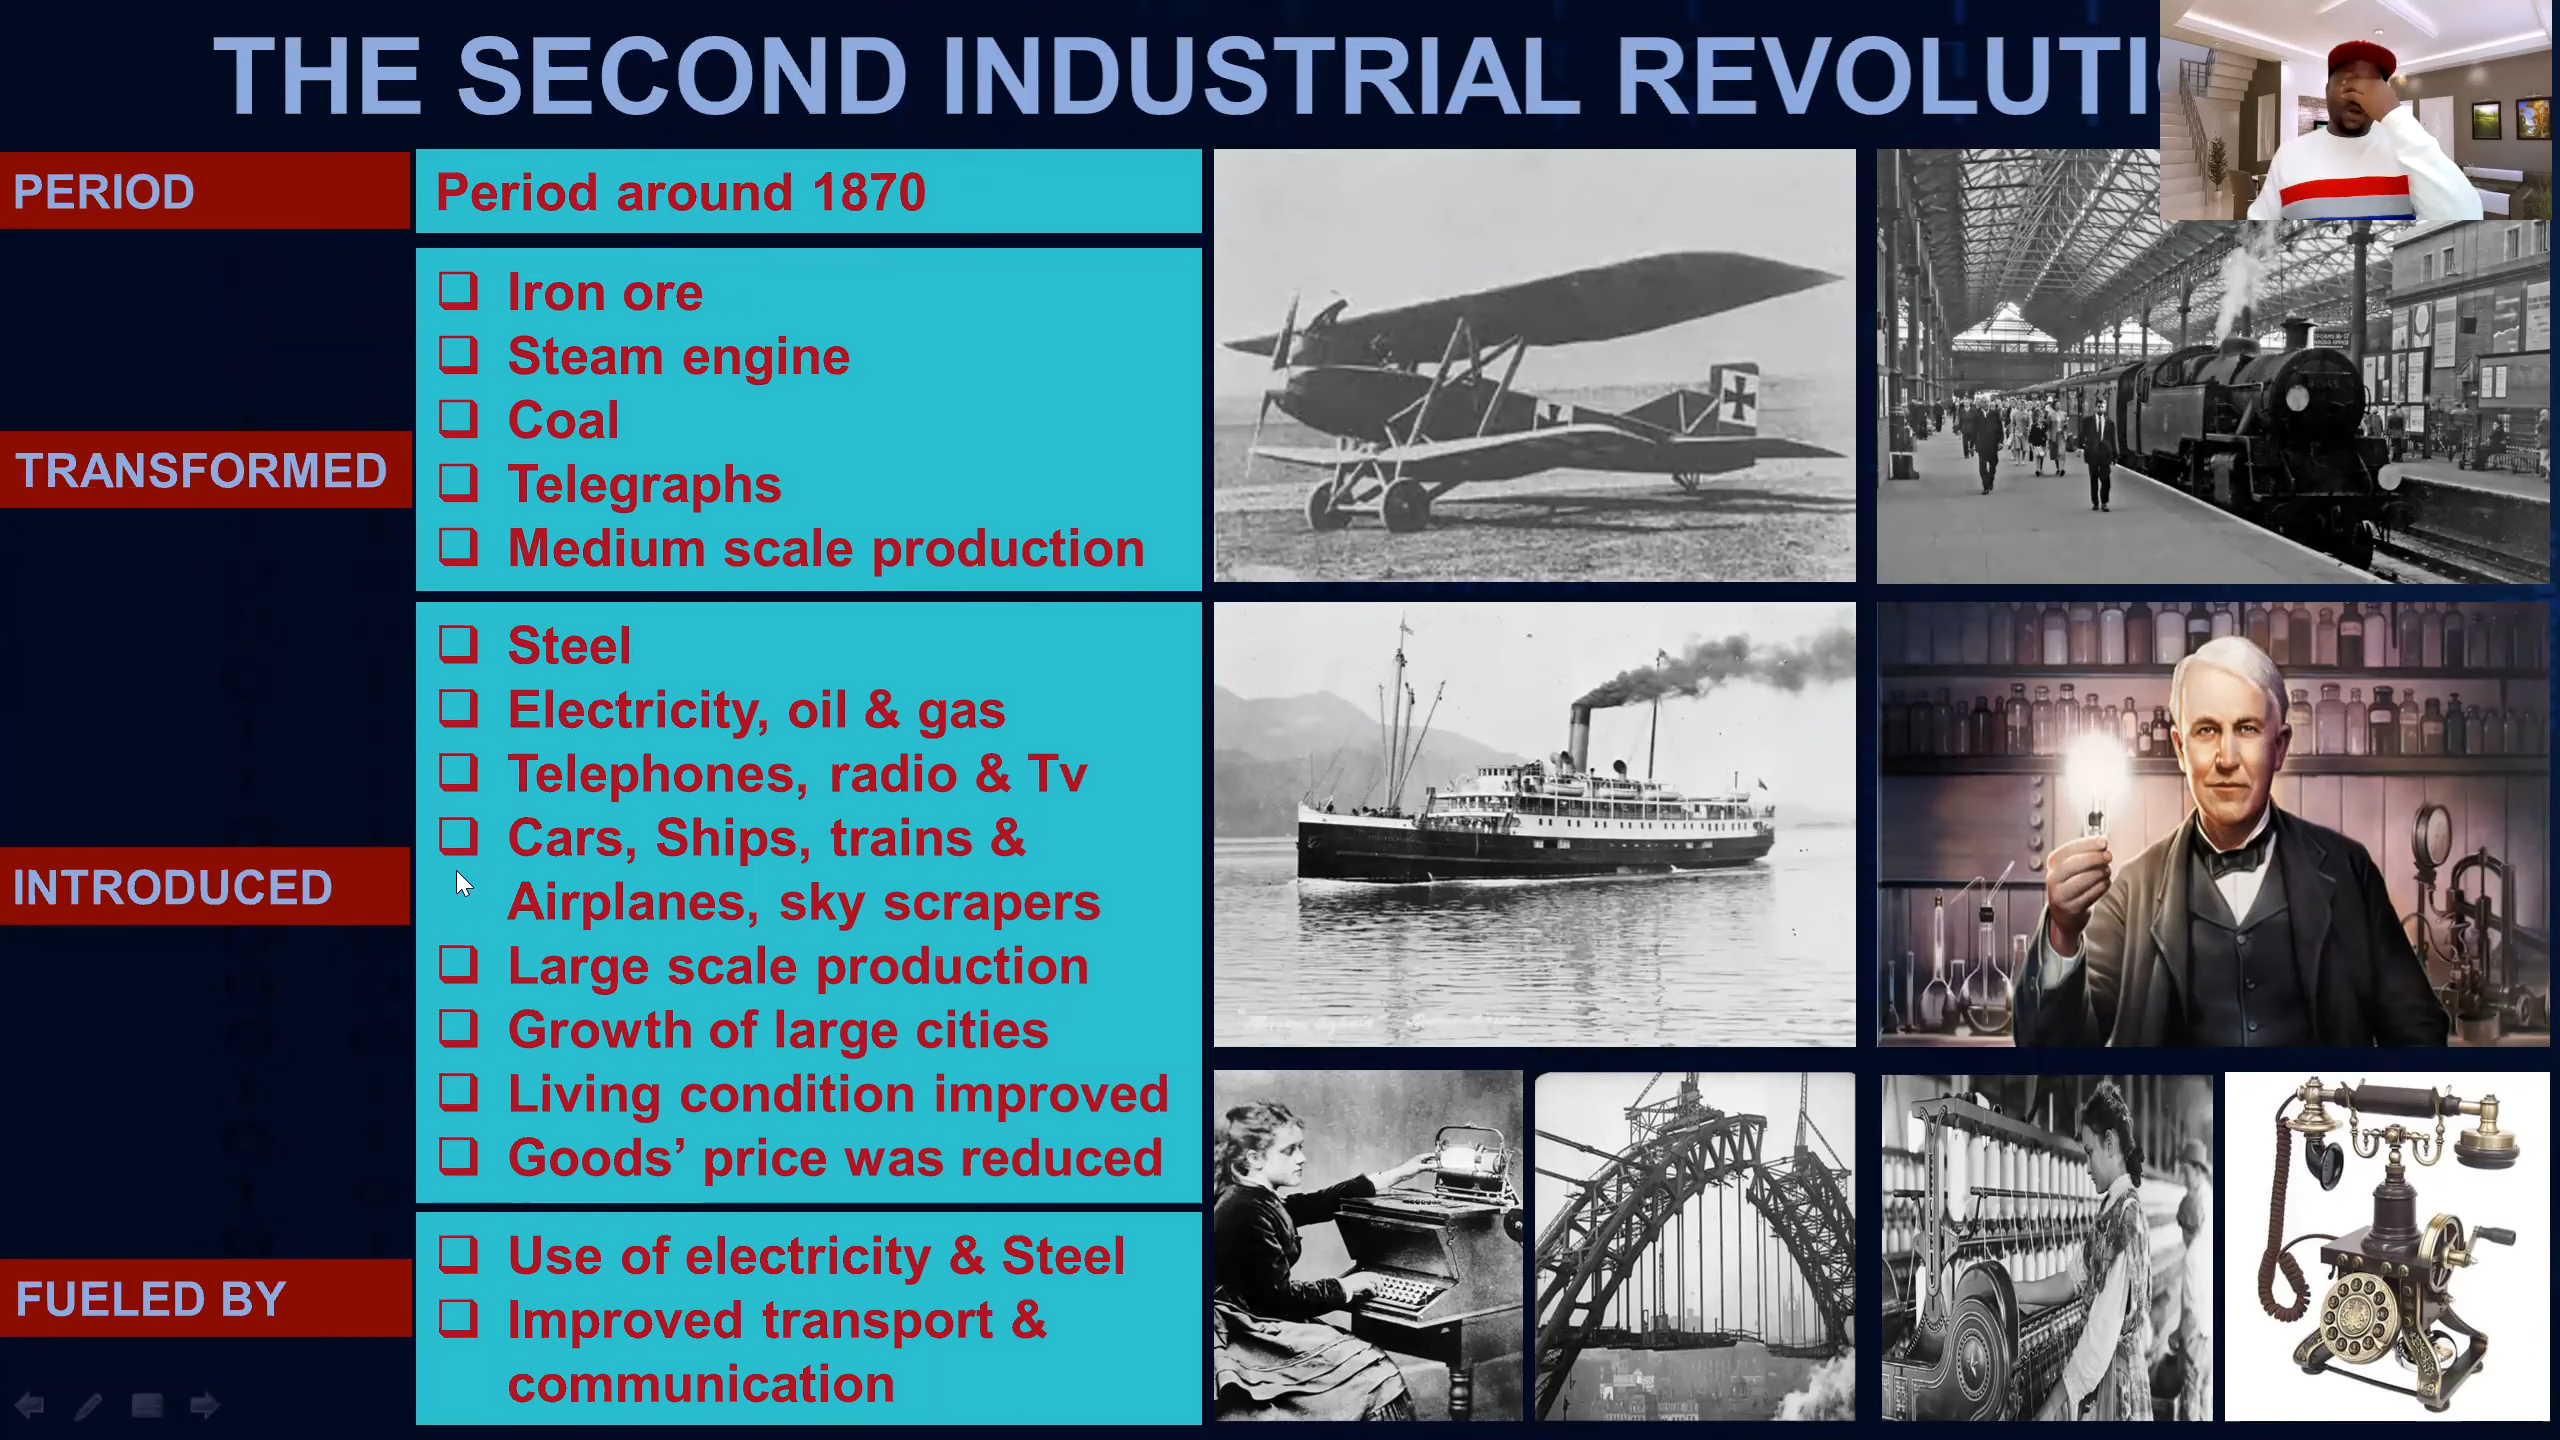 THE SECOND INDUSTRIAL REVOLUTI
PERIOD
Period around 1870
TRANSFORMED
❑ Iron ore
❑ Steam engine
❑ Coal
❑ Telegraphs
❑ Medium scale production
INTRODUCED
❑ Steel
❑ Electricity, oil & gas
❑ Telephones, radio & Tv
❑ Cars, Ships, trains &
Airplanes, sky scrapers
❑ Large scale production
❑ Growth of large cities
❑ Living condition improved
❑ Goods’ price was reduced
FUELED BY
❑ Use of electricity & Steel
❑ Improved transport &
communication